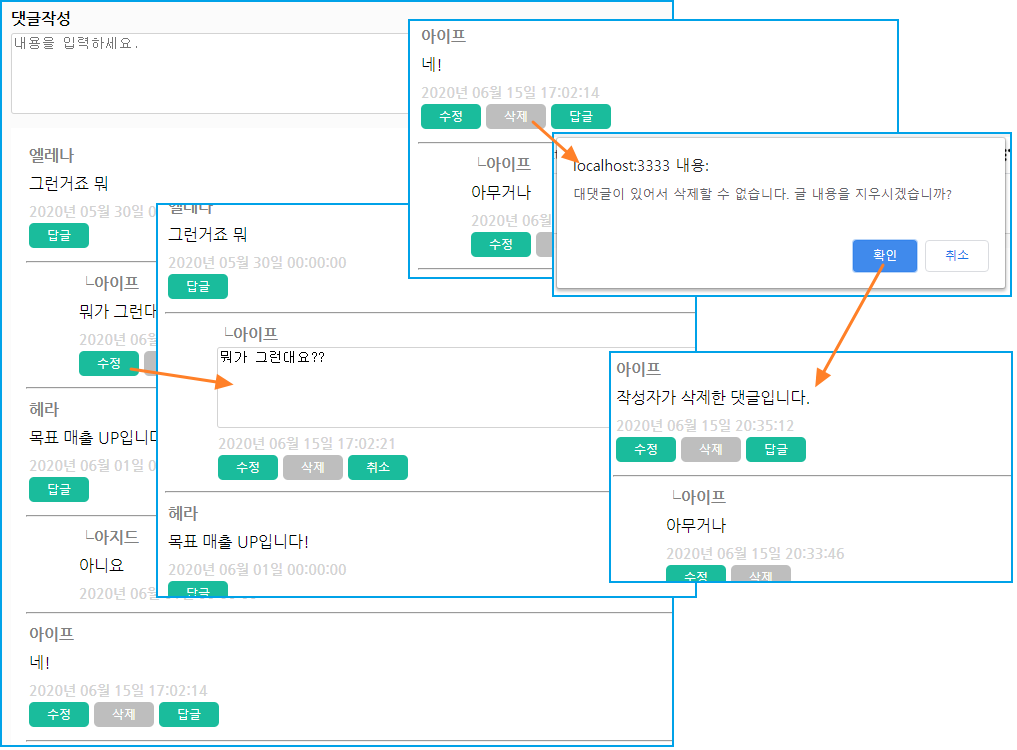 댓글작성
내용을 입력하세요.
엘레나
그런거죠 뭐
2020년 05월 30일 0
답글
└아이프
뭐가 그런대
2020년 06월
수정
헤라
목표 매출 UP입니다
2020년 06월 01일 0
답글
└아지드
아니요
2020년 06월
아이프
네!
2020년 06월 15일 17:02:14
수정 삭제 답글
엘레나
그런거죠 뭐
2020년 05월 30일 00:00:00
답글
└아이프
뭐가 그런대요??
2020년 06월 15일 17:02:21
수정 삭제 취소
헤라
목표 매출 UP입니다!
2020년 06월 01일 00:00:00
답글
아이프
네!
2020년 06월 15일 17:02:14
수정 삭제 답글
└아이프
아무거나
2020년 06월
수정
localhost:3333 내용:
대댓글이 있어서 삭제할 수 없습니다. 글 내용을 지우시겠습니까?
확인 취소
아이프
작성자가 삭제한 댓글입니다.
2020년 06월 15일 20:35:12
수정 삭제 답글
└아이프
아무거나
2020년 06월 15일 20:33:46
수정 삭제